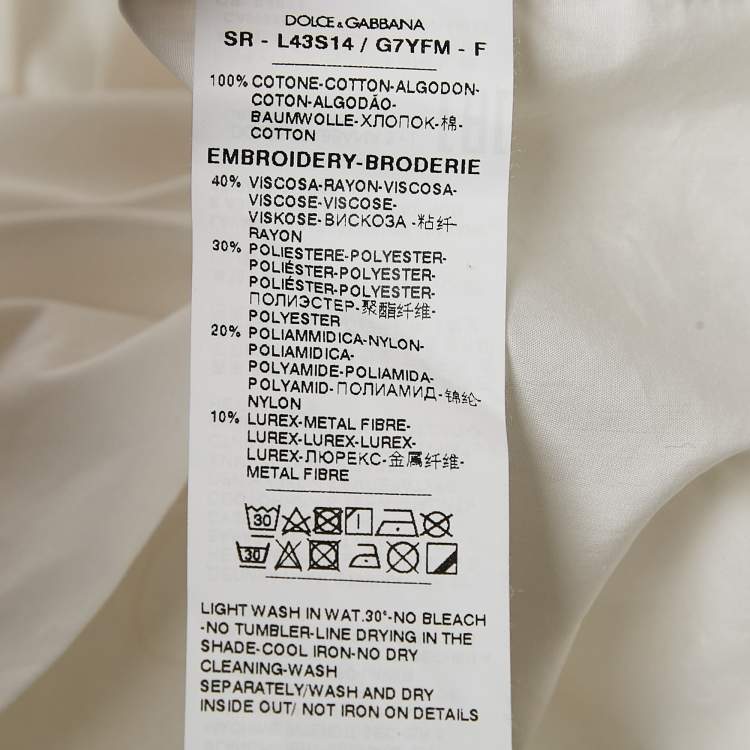 DOLCE&GABBANA
SR - L43S14 / G7YFM - F
100% COTONE-COTTON-ALGODON-
COTON-ALGODÃO-
BAUMWOLLE-ХЛОПОК-棉-
COTTON
EMBROIDERY-BRODERIE
40% VISCOSA-RAYON-VISCOSA-
VISCOSE-VISCOSE-
VISKOSE-ВИСКОЗА -粘纤-
RAYON
30% POLIESTERE-POLYESTER-
POLIÉSTER-POLYESTER-
POLIÉSTER-POLYESTER-
ПОЛИЭСТЕР-聚酯纤维-
POLYESTER
20% POLIAMMIDICA-NYLON-
POLIAMIDICA-
POLYAMIDE-POLIAMIDA-
POLYAMID-ПОЛИАМИД-锦纶-
NYLON
10% LUREX-METAL FIBRE-
LUREX-LUREX-LUREX-
LUREX-ЛЮРЕКС-金属纤维-
METAL FIBRE
30
30
LIGHT WASH IN WAT.30°-NO BLEACH
-NO TUMBLER-LINE DRYING IN THE
SHADE-COOL IRON-NO DRY
CLEANING-WASH
SEPARATELY/WASH AND DRY
INSIDE OUT/ NOT IRON ON DETAILS